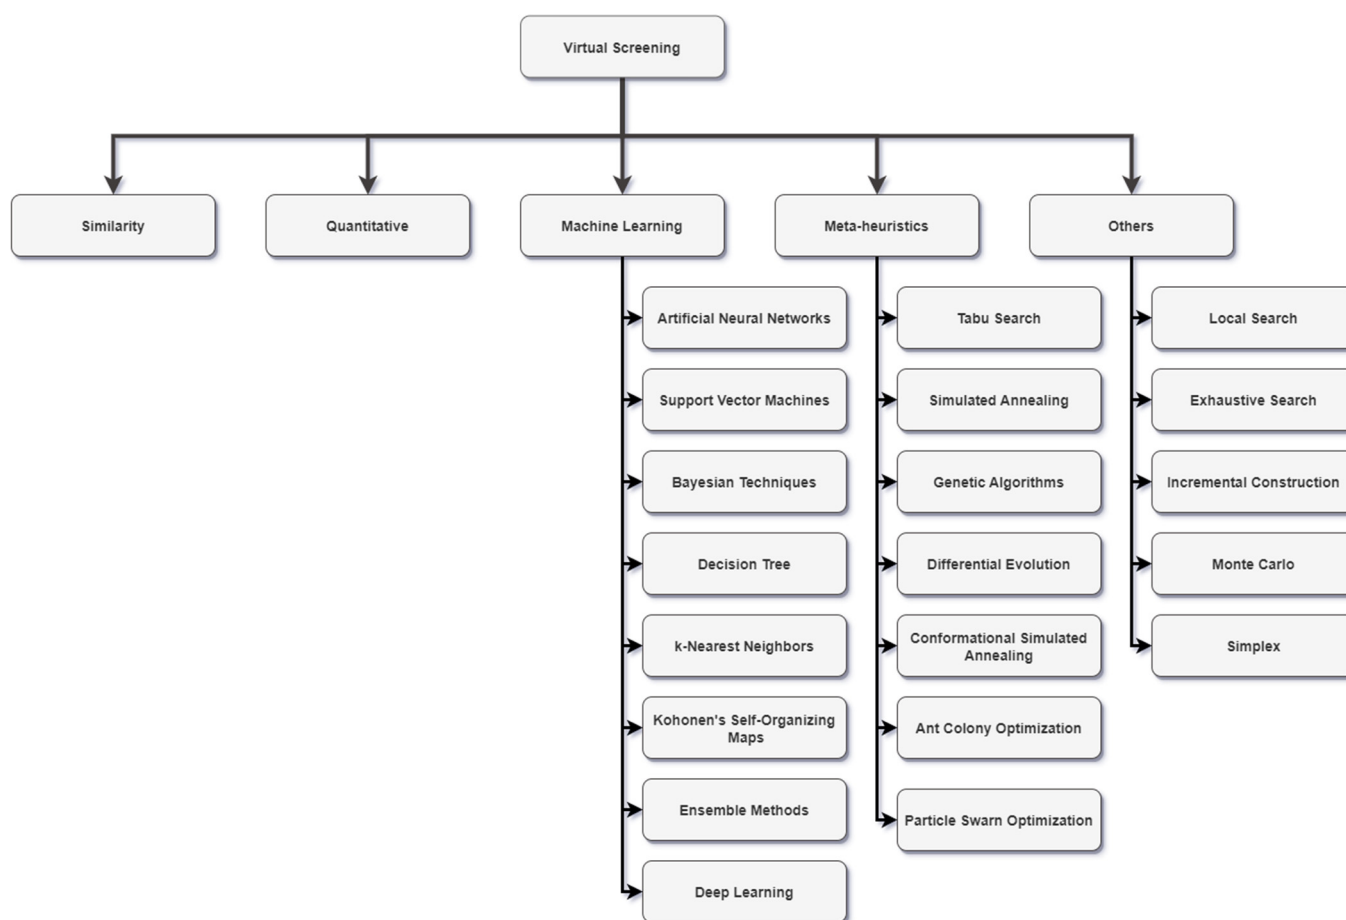 Virtual Screening
Similarity
Quantitative
Machine Learning
Meta-heuristics
Others
Artificial Neural Networks
Support Vector Machines
Bayesian Techniques
Decision Tree
k-Nearest Neighbors
Kohonen's Self-Organizing
Maps
Ensemble Methods
Deep Learning
Tabu Search
Simulated Annealing
Genetic Algorithms
Differential Evolution
Conformational Simulated
Annealing
Ant Colony Optimization
Particle Swarn Optimization
Local Search
Exhaustive Search
Incremental Construction
Monte Carlo
Simplex